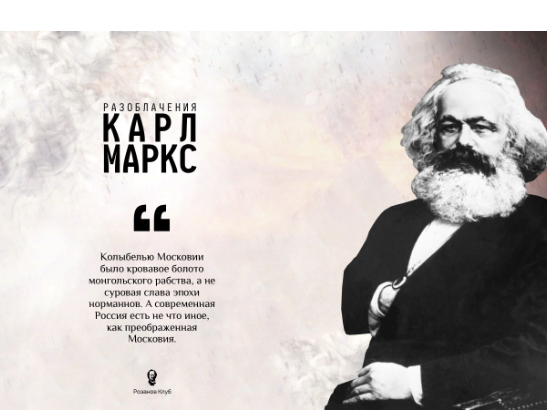 РАЗОБЛАЧЕНИЯ
КАРЛ
МАРКС
“
Колыбелью Московии
было кровавое болото
монгольского рабства, а не
суровая слава эпохи
норманнов. А современная
Россия есть не что иное,
как преображенная
Московия.
Розанов Клуб